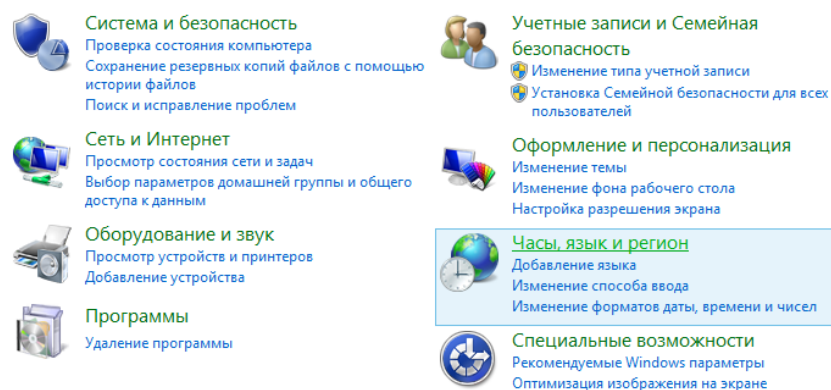 Система и безопасность
Проверка состояния компьютера
Сохранение резервных копий файлов с помощью
истории файлов
Поиск и исправление проблем
Сеть и Интернет
Просмотр состояния сети и задач
Выбор параметров домашней группы и общего
доступа к данным
Оборудование и звук
Просмотр устройств и принтеров
Добавление устройства
Программы
Удаление программы
Учетные записи и Семейная
безопасность
Изменение типа учетной записи
Установка Семейной безопасности для всех
пользователей
Оформление и персонализация
Изменение темы
Изменение фона рабочего стола
Настройка разрешения экрана
Часы, язык и регион
Добавление языка
Изменение способа ввода
Изменение форматов даты, времени и чисел
Специальные возможности
Рекомендуемые Windows параметры
Оптимизация изображения на экране